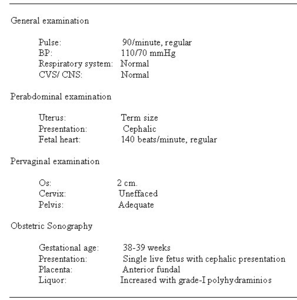 General examination
Pulse: 90/minute, regular
BP: 110/70 mmHg
Respiratory system: Normal
CVS/ CNS: Normal
Perabdominal examination
Uterus: Term size
Presentation: Cephalic
Fetal heart: 140 beats/minute, regular
Pervaginal examination
Os: 2 cm.
Cervix: Uneffaced
Pelvis: Adequate
Obstetric Sonography
Gestational age: 38-39 weeks
Presentation: Single live fetus with cephalic presentation
Placenta: Anterior fundal
Liquor: Increased with grade-I polyhydraminios